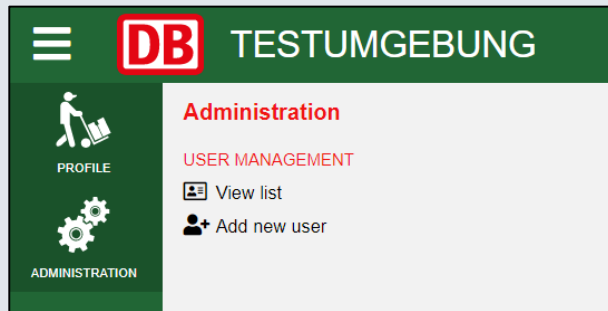 DB TESTUMGEBUNG
PROFILE
ADMINISTRATION
Administration
USER MANAGEMENT
View list
Add new user